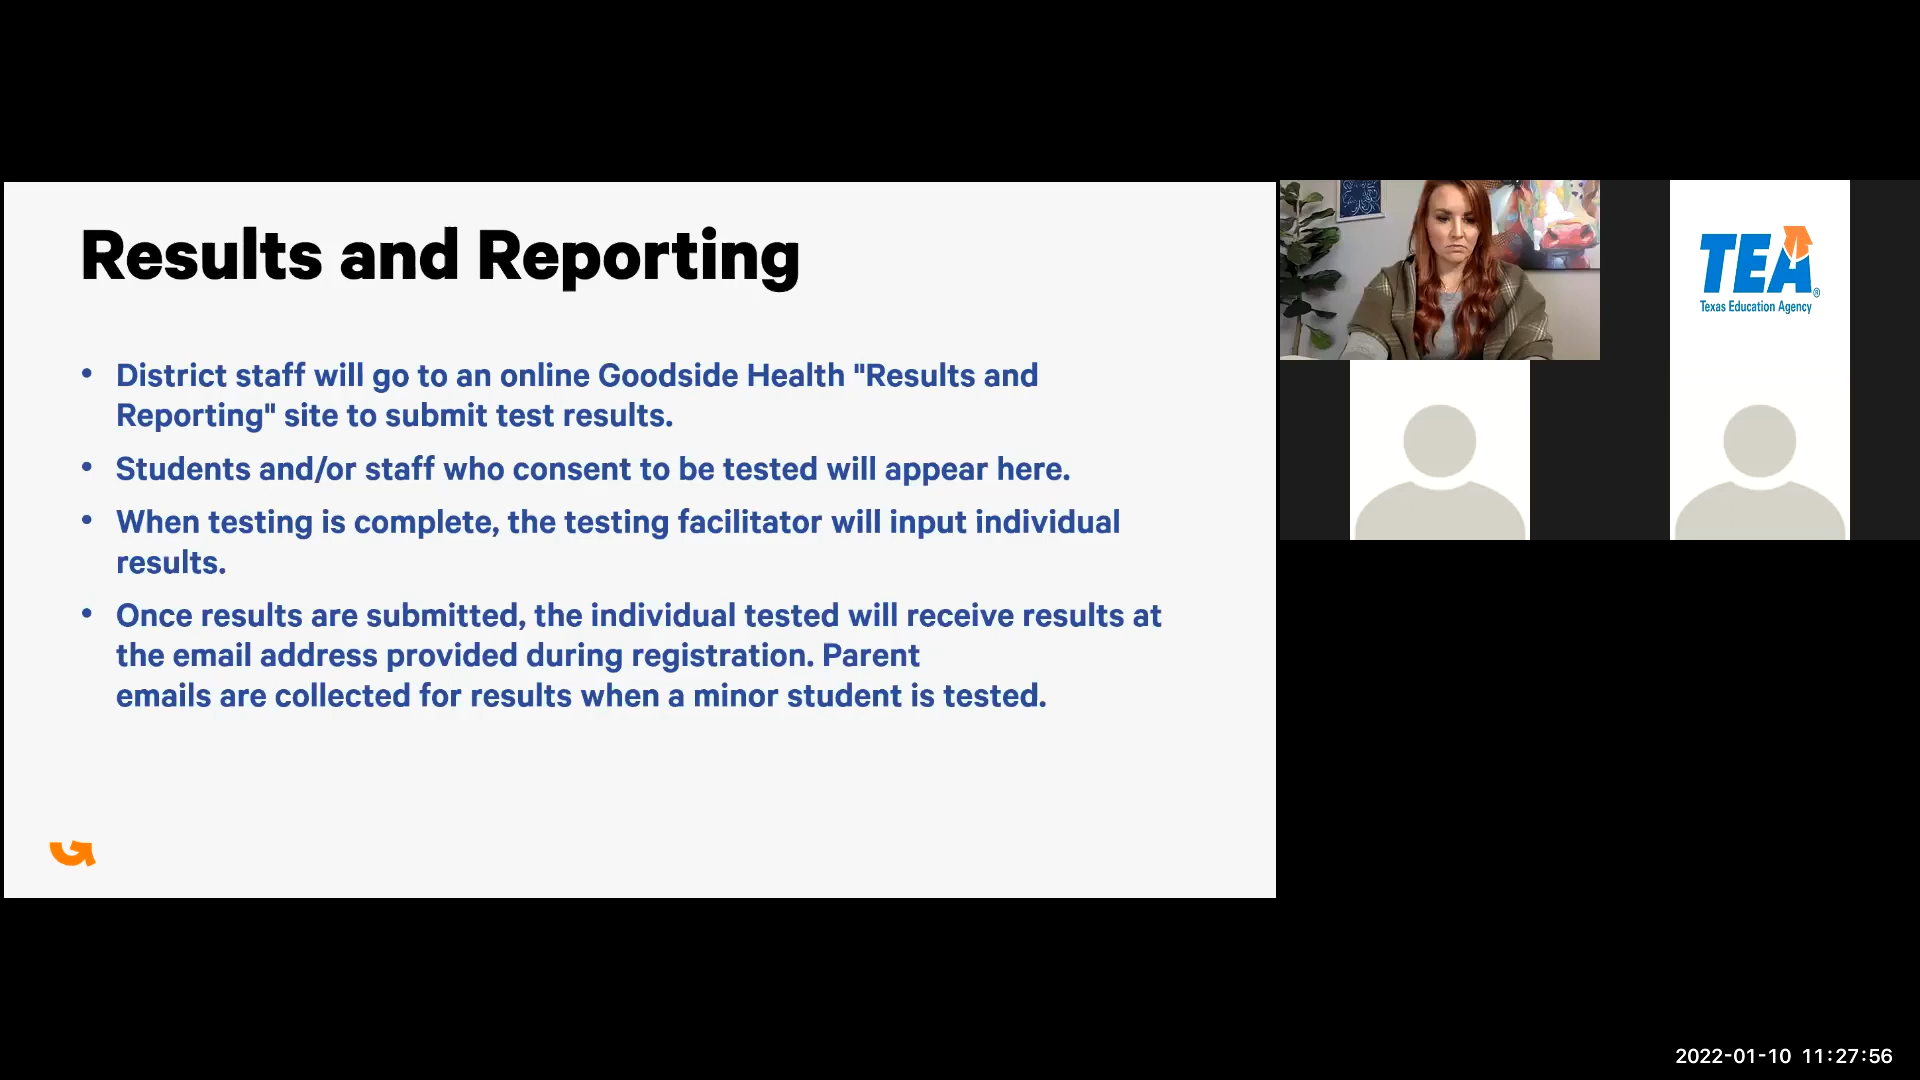 Results and Reporting
• District staff will go to an online Goodside Health "Results and
Reporting" site to submit test results.
• Students and/or staff who consent to be tested will appear here.
• When testing is complete, the testing facilitator will input individual
results.
• Once results are submitted, the individual tested will receive results at
the email address provided during registration. Parent
emails are collected for results when a minor student is tested.
TEA®
Texas Education Agency
2022-01-10 11:27:56